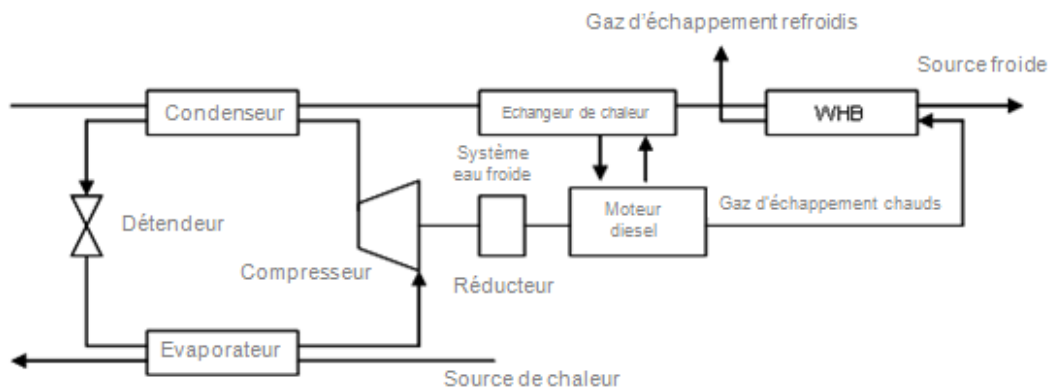 Gaz d'échappement refroidis
Source froide
Condenseur
Echangeur de chaleur
WHB
Système
eau froide
Moteur
diesel
Gaz d'échappement chauds
Détendeur
Compresseur
Réducteur
Evaporateur
Source de chaleur